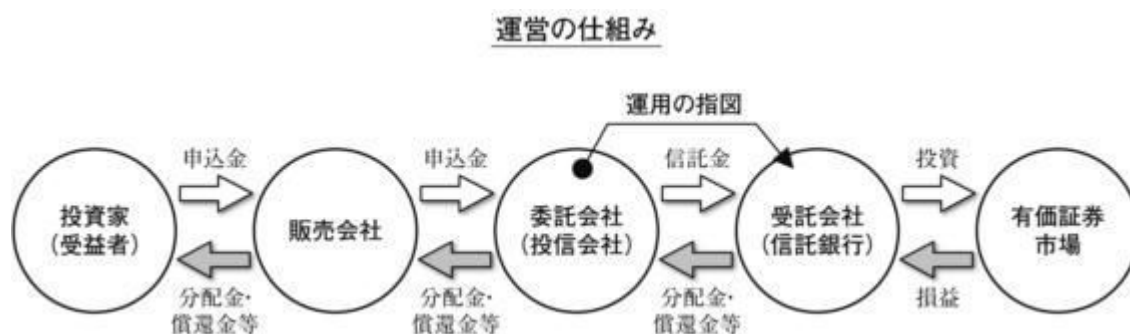 運営の仕組み
運用の指図
申込金
申込金
信託金
投資
投資家
(受益者)
販売会社
委託会社
(投信会社)
受託会社
(信託銀行)
有価証券
市場
分配金・
償還金等
分配金・
償還金等
分配金・
償還金等
損益